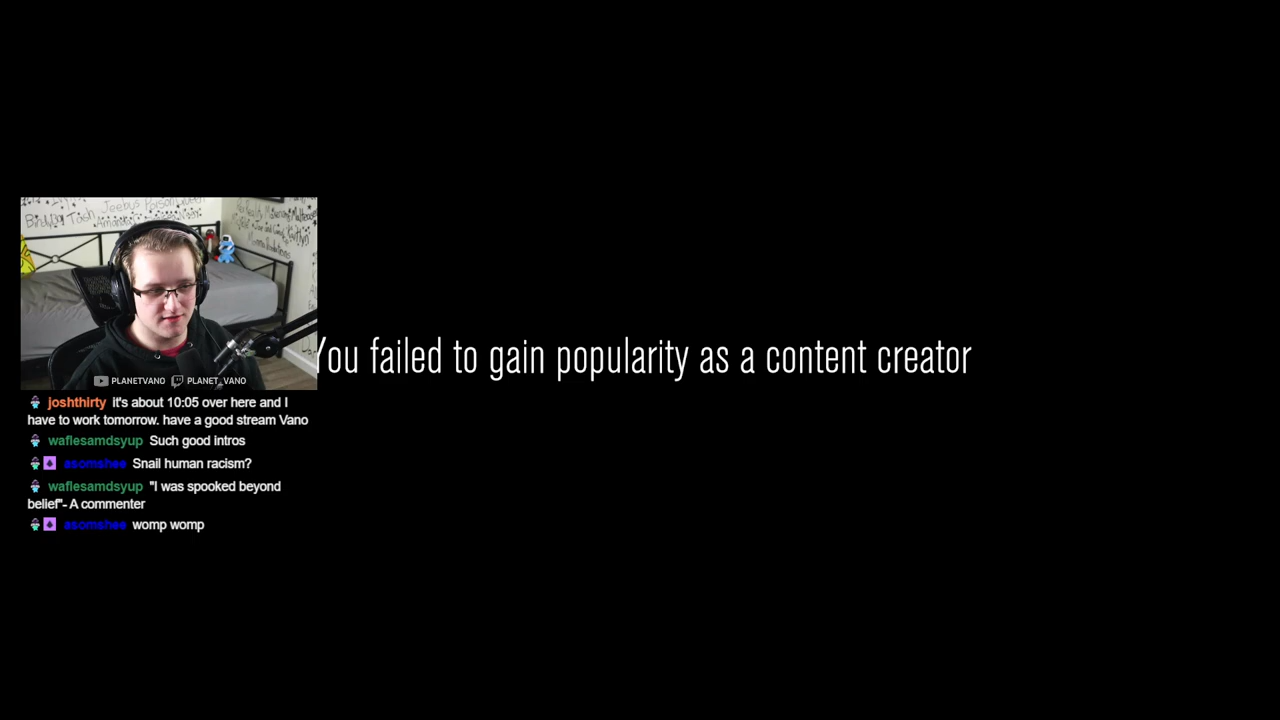 Jeebus
Tash
You failed to gain popularity as a content creator
PLANETVANO PLANET_VANO
joshthirty it's about 10:05 over here and I
have to work tomorrow. have a good stream Vano
waflesamdsyup Such good intros
asomshee Snail human racism?
waflesamdsyup "I was spooked beyond
belief"- A commenter
asomshee womp womp